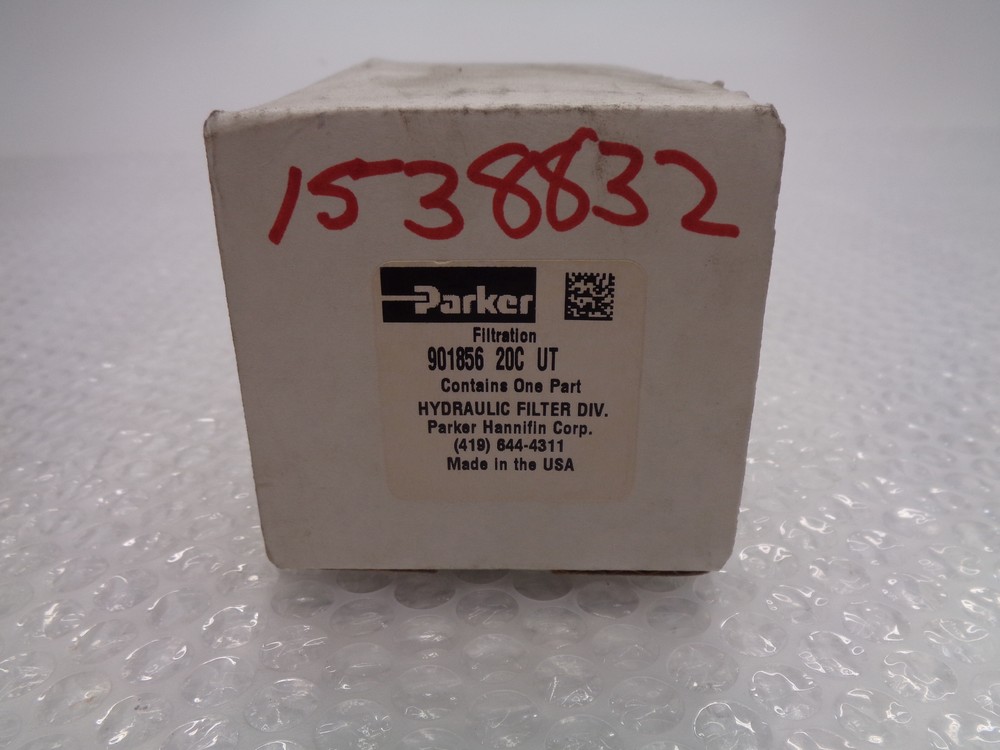 1538832
Parker
Filtration
901856 20C UT
Contains One Part
HYDRAULIC FILTER DIV.
Parker Hannifin Corp.
(419) 644-4311
Made in the USA